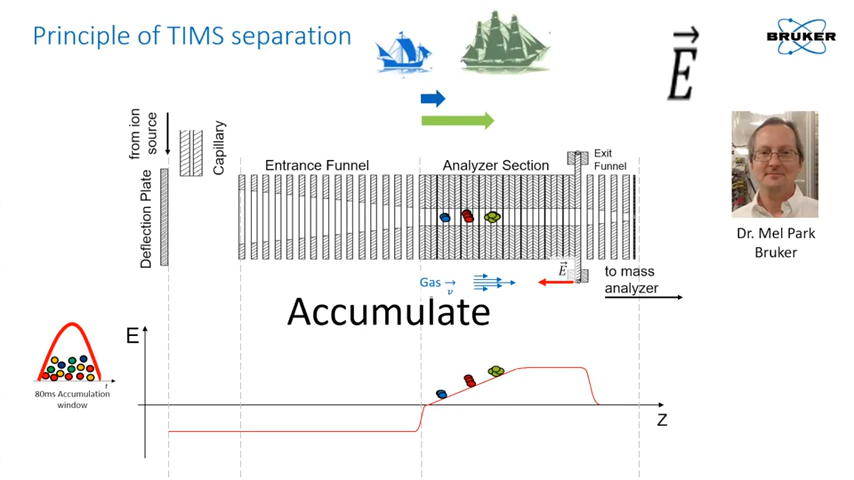 Principle of TIMS separation
E
BRUKER
from ion
source
Capillary
Deflection Plate
Entrance Funnel
Analyzer Section
Exit
Funnel
Dr. Mel Park
Bruker
Gas
v
E
to mass
analyzer
Accumulate
E
t
80ms Accumulation
window
Z